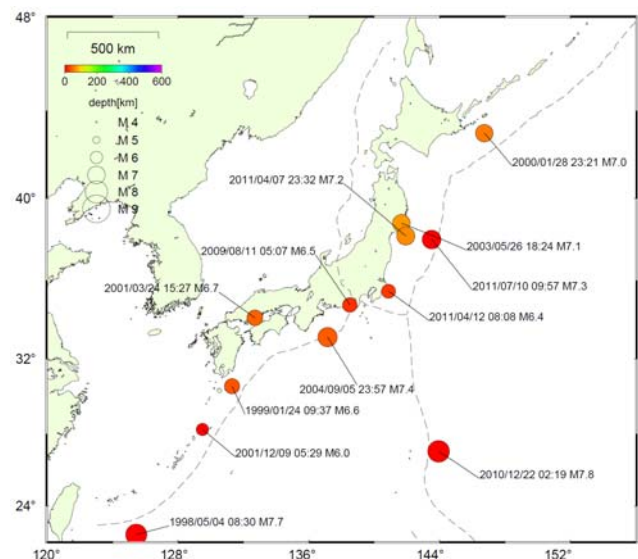 48°
500 km
0 200 400 600
depth[km]
M 4
M 5
M 6
M 7
M 8
M 9
2000/01/28 23:21 M7.0
2011/04/07 23:32 M7.2
40°
2003/05/26 18:24 M7.1
2009/08/11 05:07 M6.5
2011/07/10 09:57 M7.3
2001/03/24 15:27 M6.7
2011/04/12 08:08 M6.4
32°
2004/09/05 23:57 M7.4
1999/01/24 09:37 M6.6
2001/12/09 05:29 M6.0
2010/12/22 02:19 M7.8
24°
1998/05/04 08:30 M7.7
120° 128° 136° 144° 152°